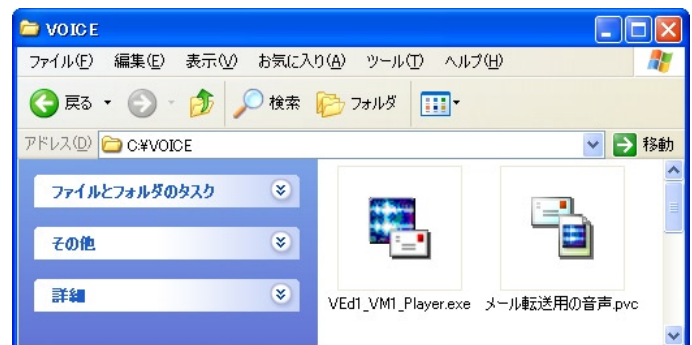 VOICE
ファイル(F) 編集(E) 表示(V) お気に入り(A) ツール(T) ヘルプ(H)
戻る 検索 フォルダ
アドレス(D) C:¥VOICE 移動
ファイルとフォルダのタスク
その他
詳細
VEd1_VM1_Player.exe メール転送用の音声.pvc